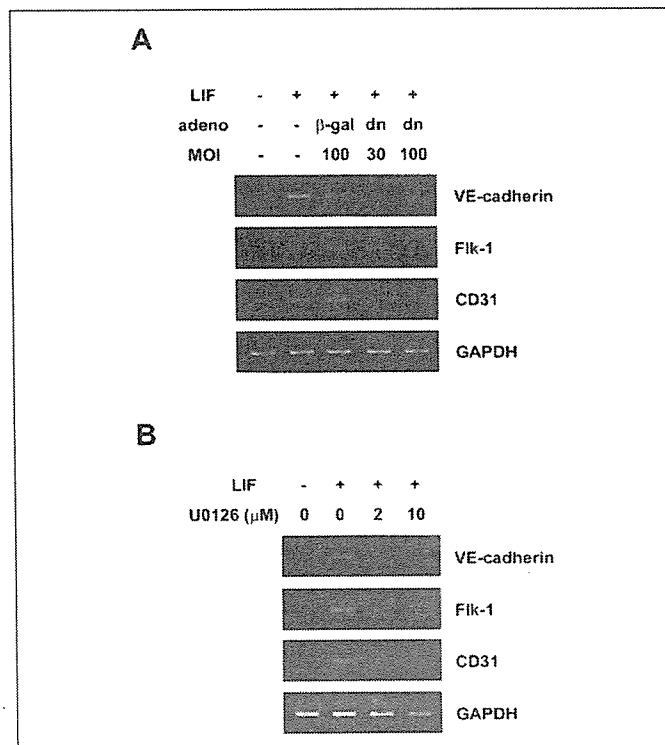 A
LIF - + + + +
adeno - - β-gal dn dn
MOI - - 100 30 100
VE-cadherin
Flk-1
CD31
GAPDH
B
LIF - + + +
U0126 (μM) 0 0 2 10
VE-cadherin
Flk-1
CD31
GAPDH